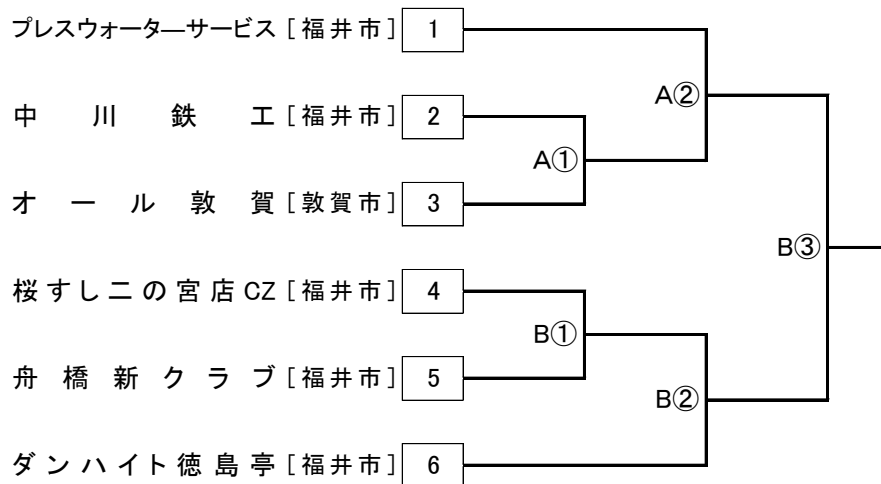 プレスウォーター―サービス [福井市] 1
A②
中川鉄工 [福井市] 2
A①
オール敦賀 [敦賀市] 3
B③
桜すし二の宮店CZ [福井市] 4
B①
舟橋新クラブ [福井市] 5
B②
ダンハイト徳島亭 [福井市] 6